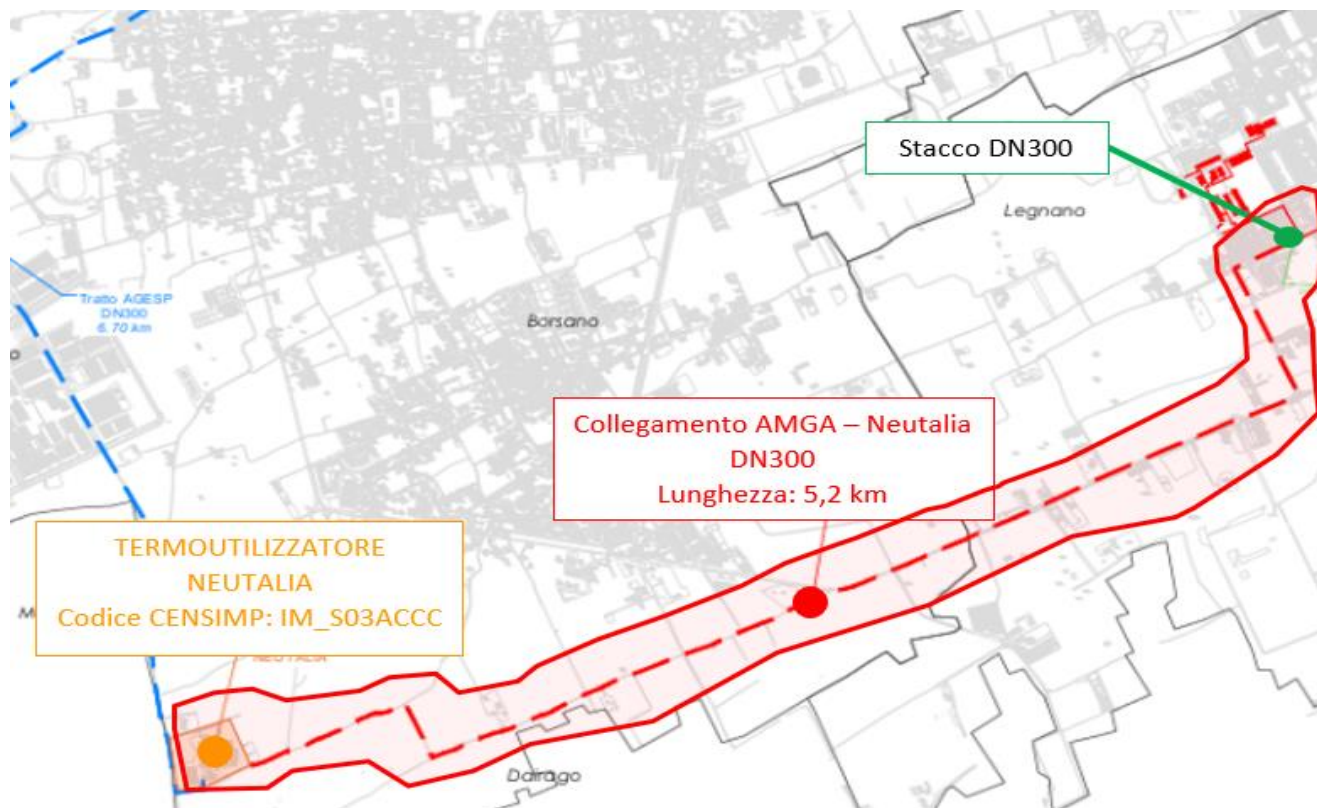 Stacco DN300
Legnano
Tratto AGESP
DN300
6.70 km
Borsano
Collegamento AMGA – Neutalia
DN300
Lunghezza: 5,2 km
TERMOUTILIZZATORE
NEUTALIA
Codice CENSIMP: IM_S03ACCC
NEUTALIA
Dairago